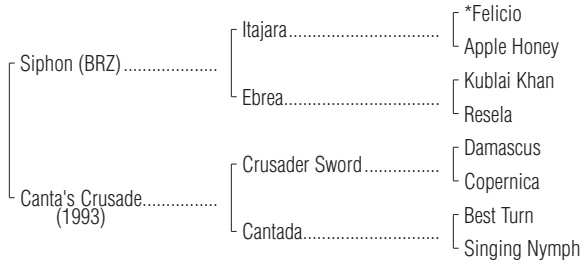 *Felicio
Itajara
Apple Honey
Siphon (BRZ)
Kublai Khan
Ebrea
Resela
Damascus
Crusader Sword
Copernica
Canta's Crusade
(1993)
Best Turn
Cantada
Singing Nymph